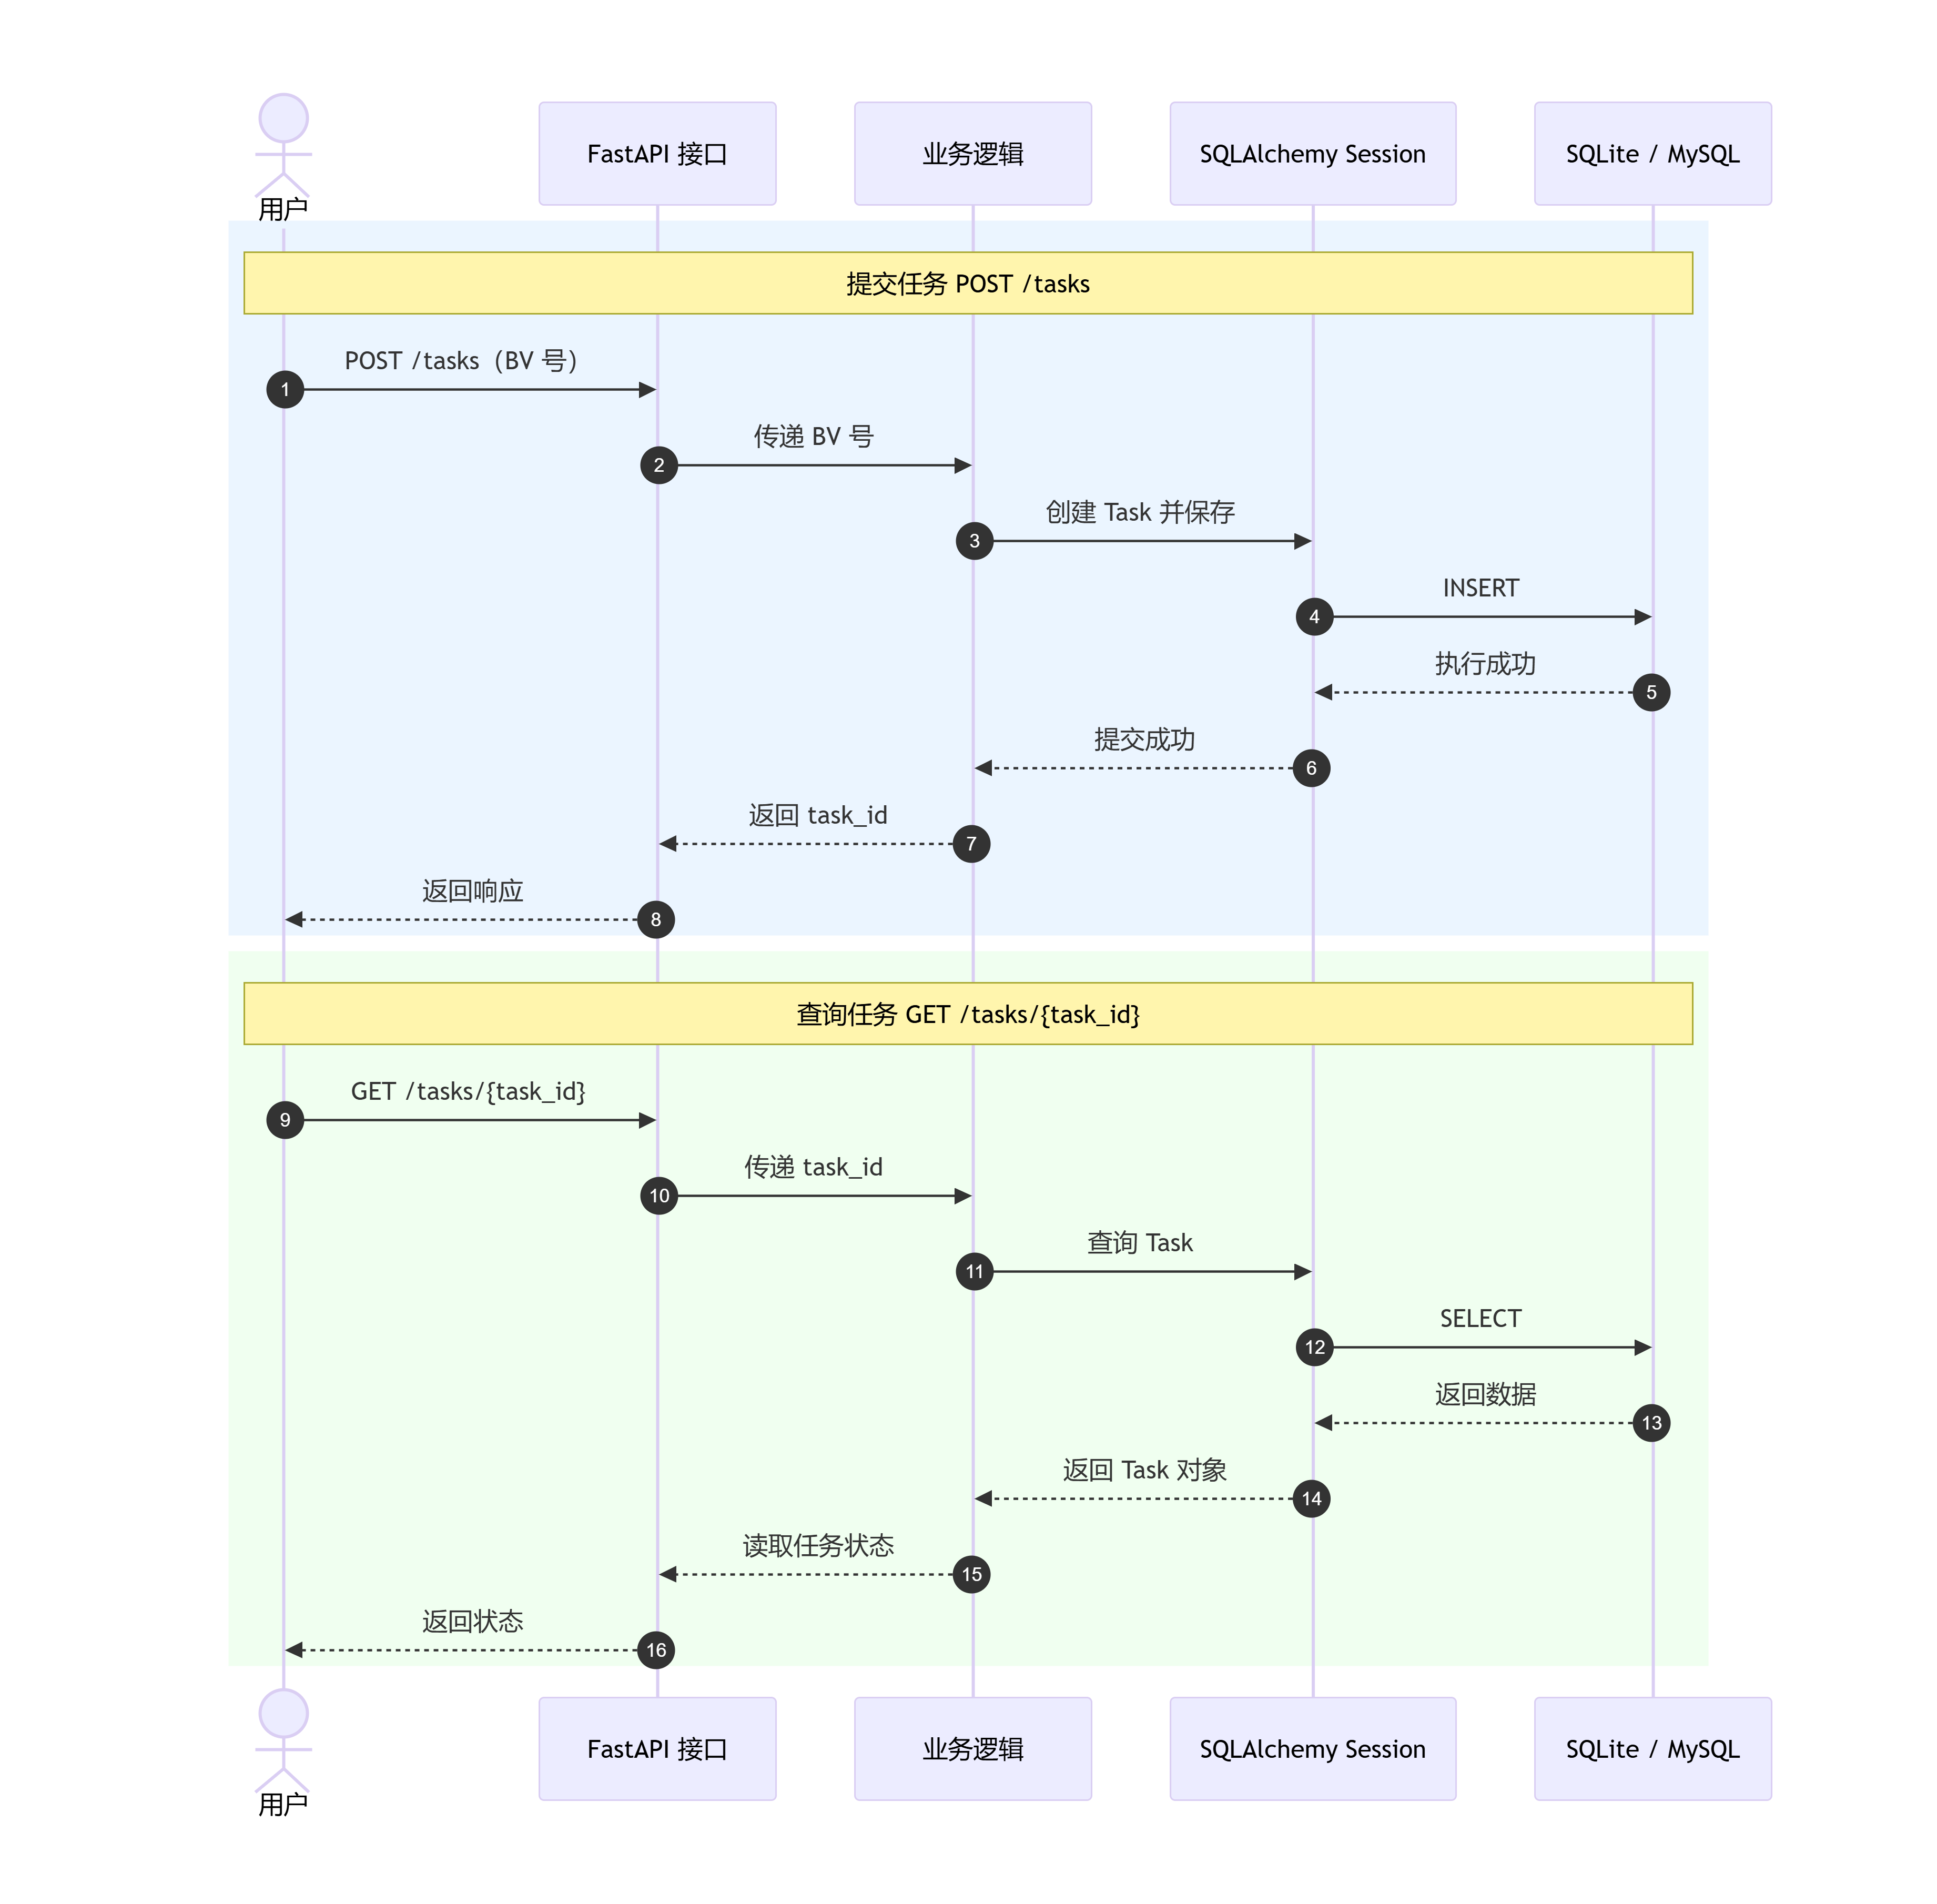 用户
FastAPI 接口
业务逻辑
SQLAlchemy Session
SQLite / MySQL
提交任务 POST /tasks
POST /tasks（BV 号）
1
传递 BV 号
2
创建 Task 并保存
3
INSERT
4
执行成功
5
提交成功
6
返回 task_id
7
返回响应
8
查询任务 GET /tasks/{task_id}
GET /tasks/{task_id}
9
传递 task_id
10
查询 Task
11
SELECT
12
返回数据
13
返回 Task 对象
14
读取任务状态
15
返回状态
16
用户
FastAPI 接口
业务逻辑
SQLAlchemy Session
SQLite / MySQL